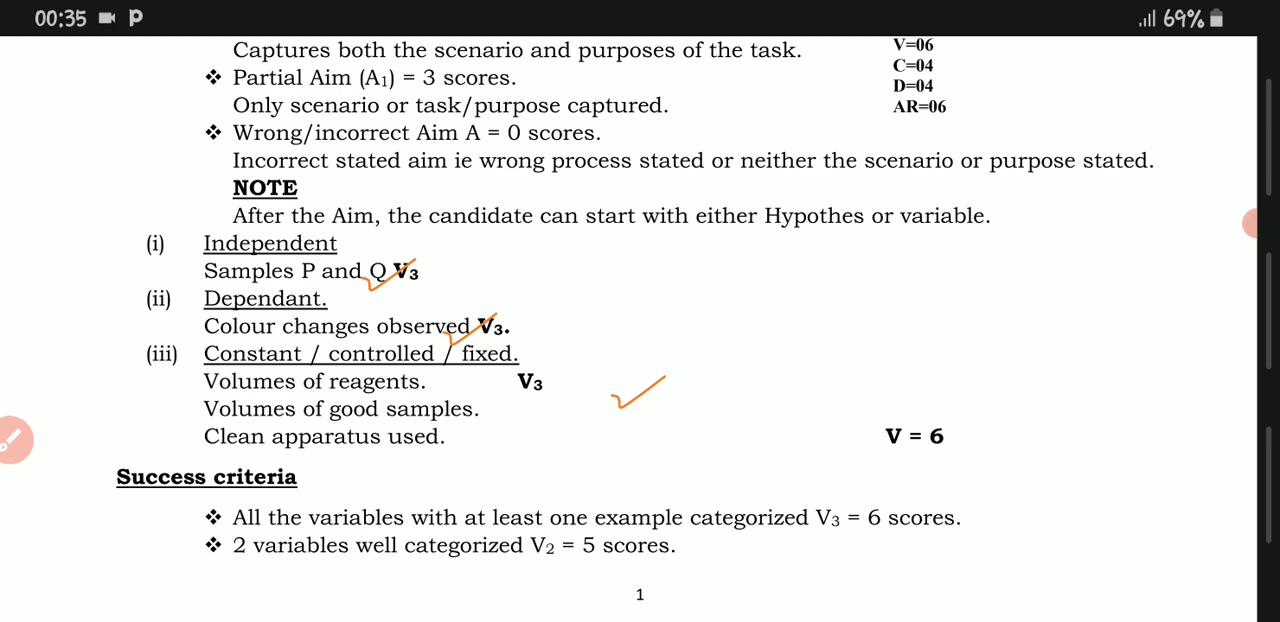 00:35 P 69%
Captures both the scenario and purposes of the task. V=06
❖ Partial Aim (A1) = 3 scores. C=04
D=04
Only scenario or task/purpose captured. AR=06
❖ Wrong/incorrect Aim A = 0 scores.
Incorrect stated aim ie wrong process stated or neither the scenario or purpose stated.
NOTE
After the Aim, the candidate can start with either Hypothes or variable.
(i) Independent
Samples P and Q V3
(ii) Dependant.
Colour changes observed V3.
(iii) Constant / controlled / fixed.
Volumes of reagents. V3
Volumes of good samples.
Clean apparatus used. V = 6
Success criteria
❖ All the variables with at least one example categorized V3 = 6 scores.
❖ 2 variables well categorized V2 = 5 scores.
1